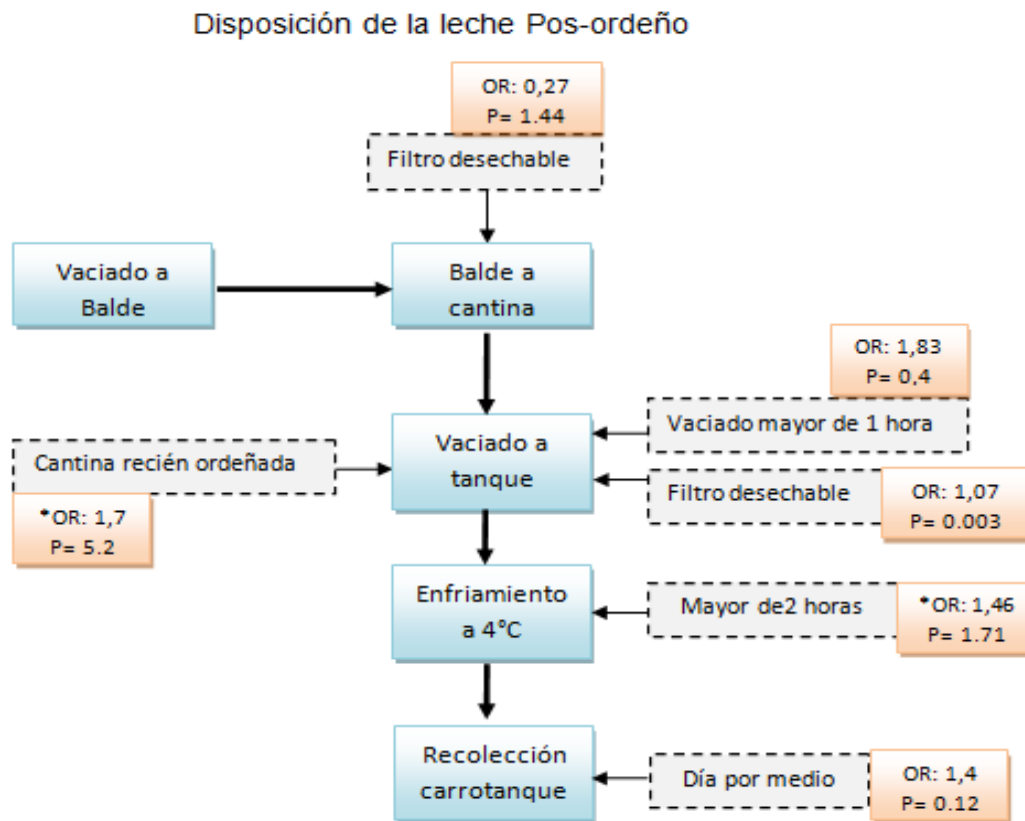 Disposición de la leche Pos-ordeño
OR: 0,27
P= 1.44
Filtro desechable
Vaciado a
Balde
Balde a
cantina
OR: 1,83
P= 0,4
Vaciado mayor de 1 hora
Vaciado a
tanque
Cantina recién ordeñada
*OR: 1,7
P= 5.2
Filtro desechable
OR: 1,07
P= 0.003
Enfriamiento
a 4°C
Mayor de2 horas
*OR: 1,46
P= 1.71
Recolección
carrotanque
Día por medio
OR: 1,4
P= 0.12